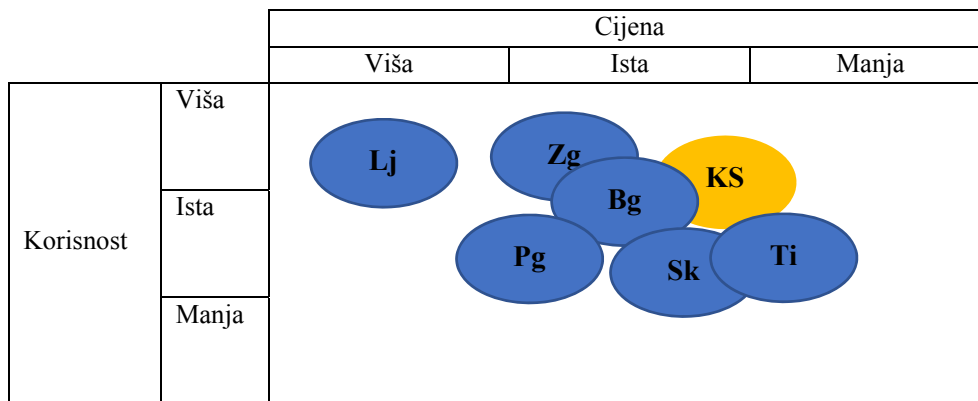 Cijena
Viša Ista Manja
Viša
Lj Zg KS
Bg
Ista
Korisnost
Pg Sk Ti
Manja